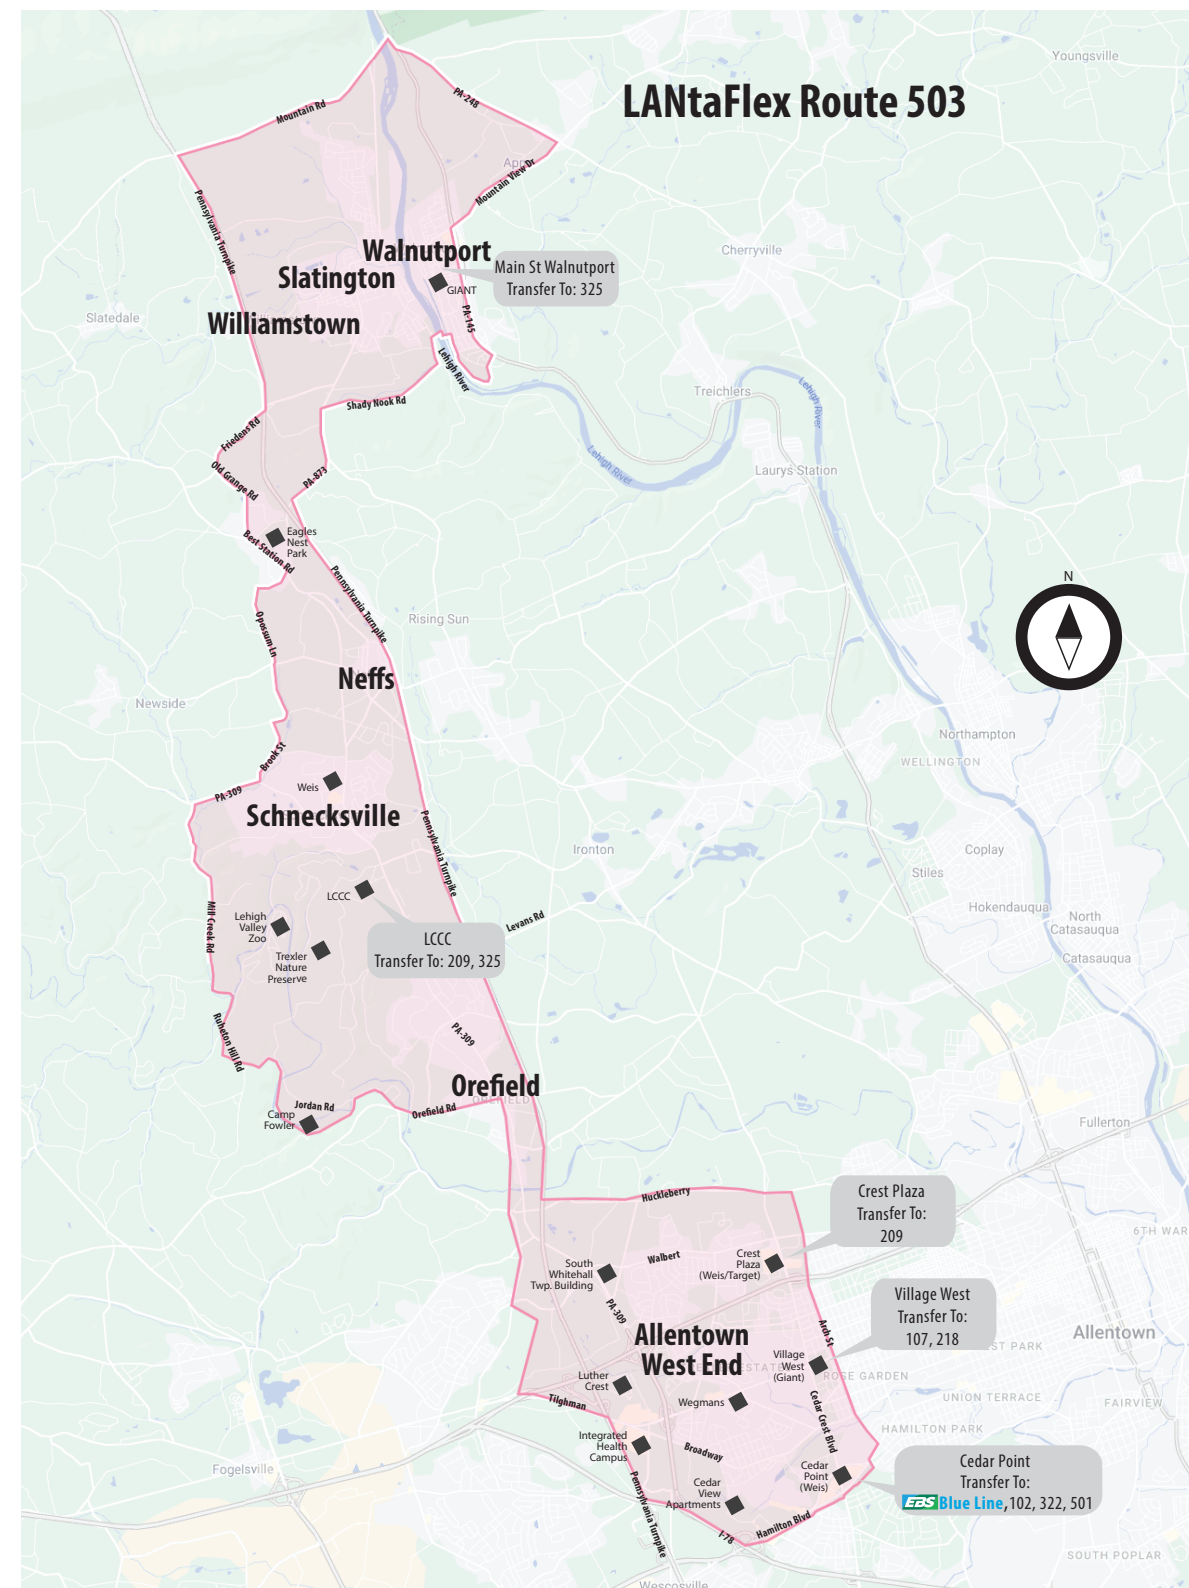 Youngsville
LANtaFlex Route 503
PA-248
Mountain Rd
Mountain View Dr
Pennsylvania Turnpike
Cherryville
Walnutport
Slatington
Main St Walnutport
Transfer To: 325
GIANT
PA-145
Slatedale
Williamstown
Lehigh River
Treichlers
Lehigh River
Shady Nook Rd
Friedens Rd
Lehigh River
Laurys Station
Old Grange Rd
PA-873
Eagles
Nest
Park
Best Station Rd
Pennsylvania Turnpike
N
Opossum Ln
Rising Sun
Neffs
Newside
Northampton
Brook St
WELLINGTON
Weis
PA-309
Schnecksville
Pennsylvania Turnpike
Ironton
Coplay
Stiles
LCCC
Hokendauqua
Mill Creek Rd
Lehigh
Valley
Zoo
Levans Rd
North
Catasauqua
LCCC
Transfer To: 209, 325
Trexler
Nature
Preserve
Catasauqua
Ruheton Hill Rd
PA-309
Orefield
Jordan Rd
Orefield Rd
Camp
Fowler
Fullerton
Huckleberry
Crest Plaza
Transfer To:
209
6TH WAR
Walbert
Crest
Plaza
(Weis/Target)
South
Whitehall
Twp. Building
PA-309
Village West
Transfer To:
107, 218
Allentown
West End
Arch St
Allentown
ST PARK
Village
West
(Giant)
ROSE GARDEN
Luther
Crest
UNION TERRACE
Tilghman
Wegmans
Cedar Crest Blvd
FAIRVIEW
HAMILTON PARK
Integrated
Health
Campus
Broadway
Cedar
Point
(Weis)
Cedar Point
Transfer To:
EBS Blue Line, 102, 322, 501
Fogelsville
Cedar
View
Apartments
Pennsylvania Turnpike
I-78
Hamilton Blvd
SOUTH POPLAR
Wescosville